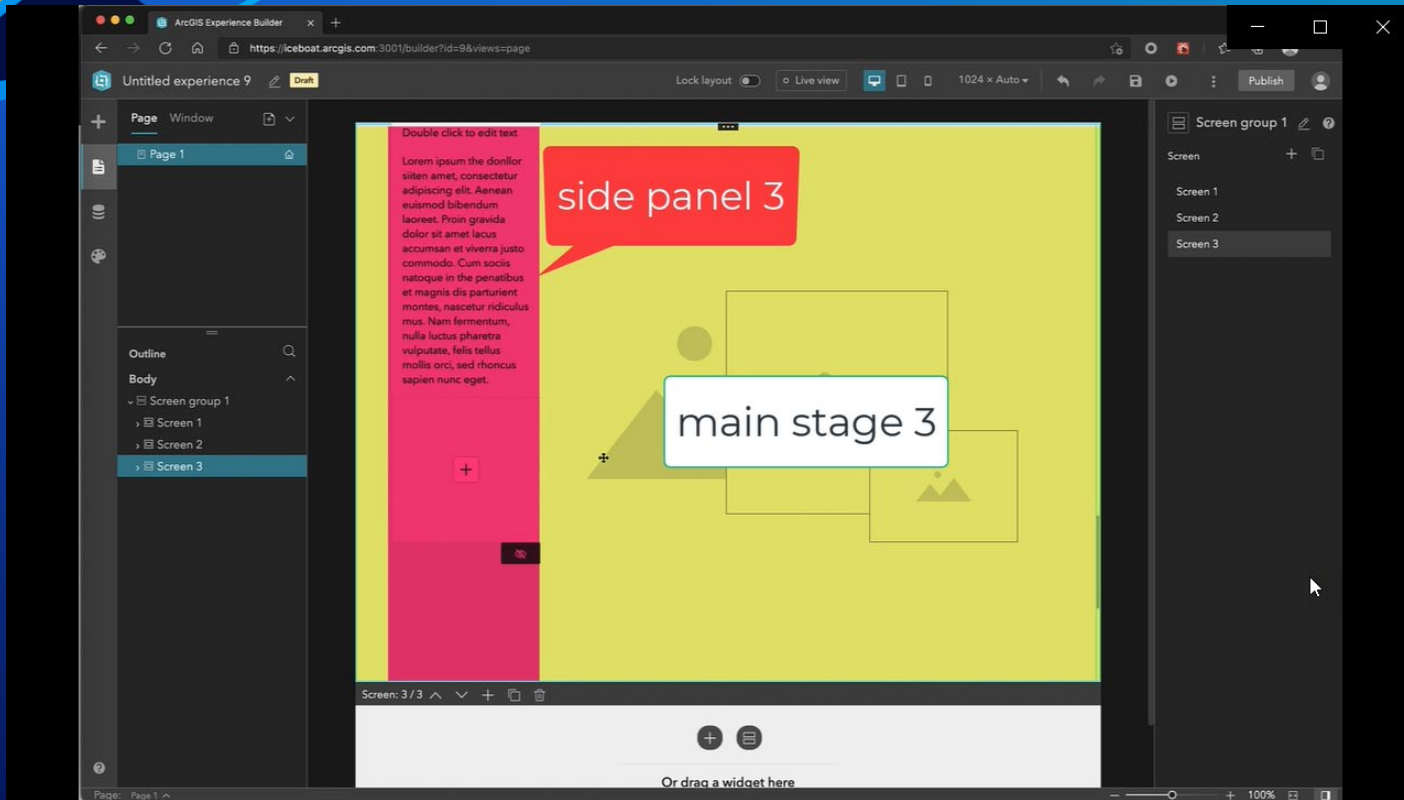 ArcGIS Experience Builder
https://iceboat.arcgis.com:3001/builder?id=9&views=page
Untitled experience 9
Draft
Lock layout
Live view
1024 × Auto
Publish
Page
Window
Page 1
Outline
Body
Screen group 1
Screen 1
Screen 2
Screen 3
Double click to edit text
Lorem ipsum the donllor
siiten amet, consectetur
adipiscing elit. Aenean
euismod bibendum
laoreet. Proin gravida
dolor sit amet lacus
accumsan et viverra justo
commodo. Cum sociis
natoque in the penatibus
et magnis dis parturient
montes, nascetur ridiculus
mus. Nam fermentum,
nulla luctus pharetra
vulputate, felis tellus
mollis orci, sed rhoncus
sapien nunc eget.
side panel 3
main stage 3
Screen: 3 / 3
Or drag a widget here
Screen group 1
Screen
Screen 1
Screen 2
Screen 3
Page: Page 1
100%